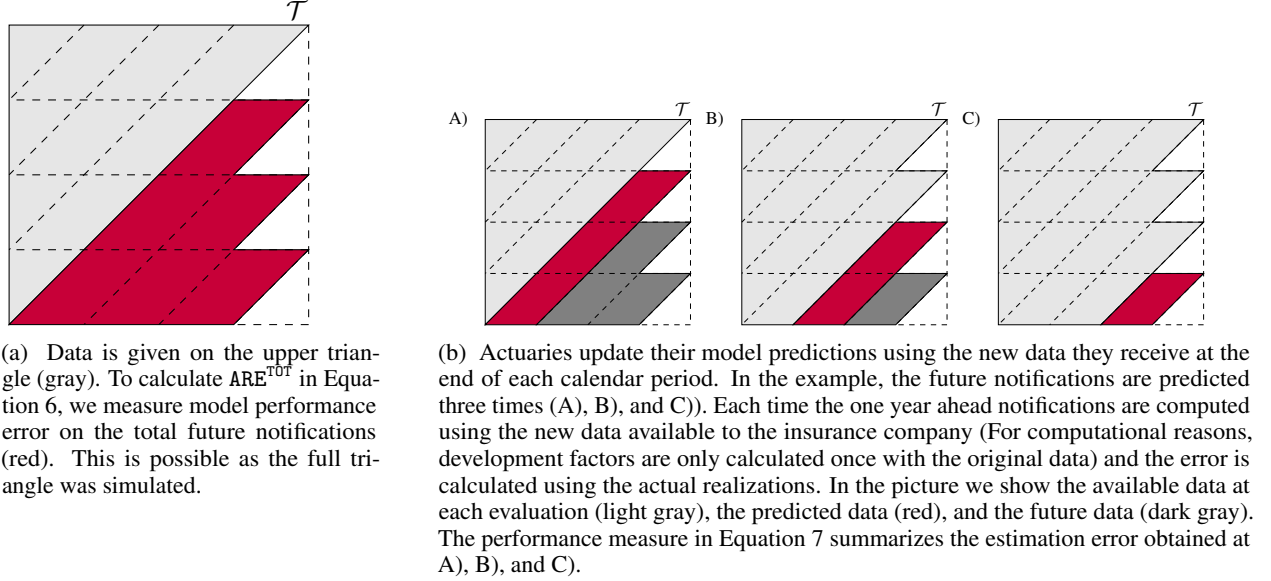 𝒯
A)
𝒯
B)
𝒯
C)
𝒯
(a) Data is given on the upper trian-
gle (gray). To calculate ARE^TOT in Equa-
tion 6, we measure model performance
error on the total future notifications
(red). This is possible as the full tri-
angle was simulated.
(b) Actuaries update their model predictions using the new data they receive at the
end of each calendar period. In the example, the future notifications are predicted
three times (A), B), and C)). Each time the one year ahead notifications are computed
using the new data available to the insurance company (For computational reasons,
development factors are only calculated once with the original data) and the error is
calculated using the actual realizations. In the picture we show the available data at
each evaluation (light gray), the predicted data (red), and the future data (dark gray).
The performance measure in Equation 7 summarizes the estimation error obtained at
A), B), and C).